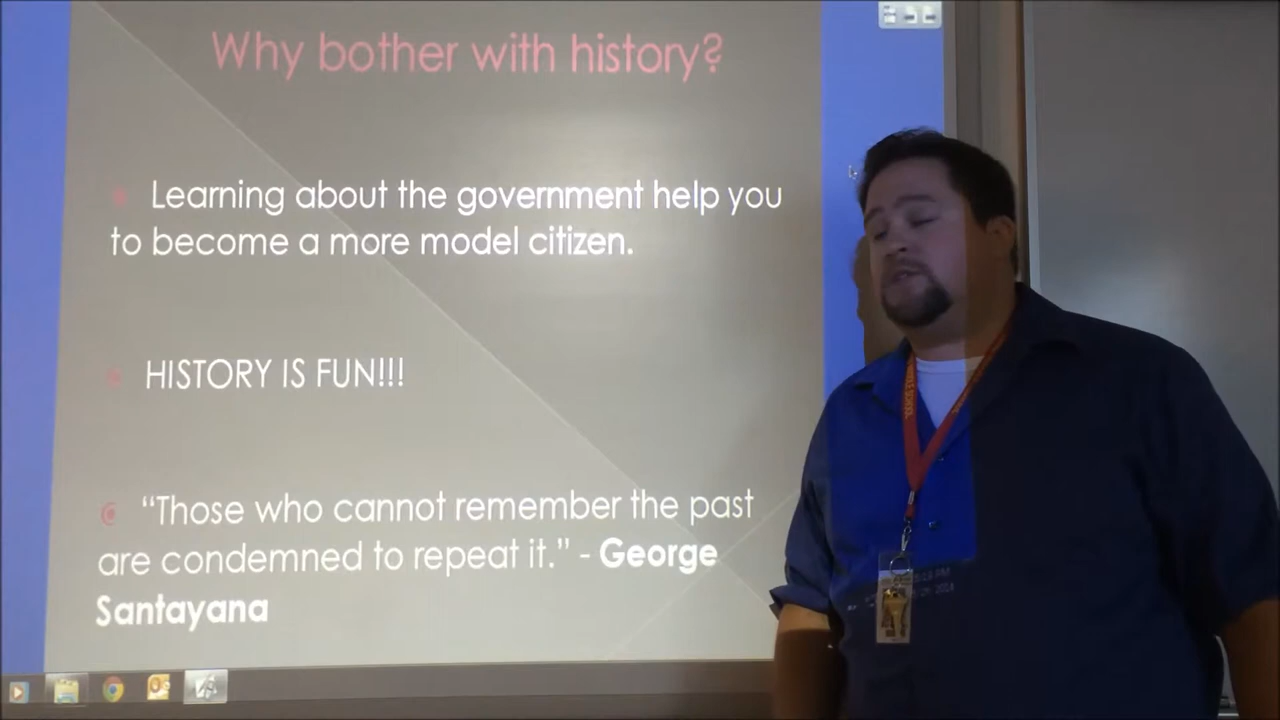 Why bother with history?
Learning about the government help you
to become a more model citizen.
HISTORY IS FUN!!!
“Those who cannot remember the past
are condemned to repeat it.” - George
Santayana
SCHOOL